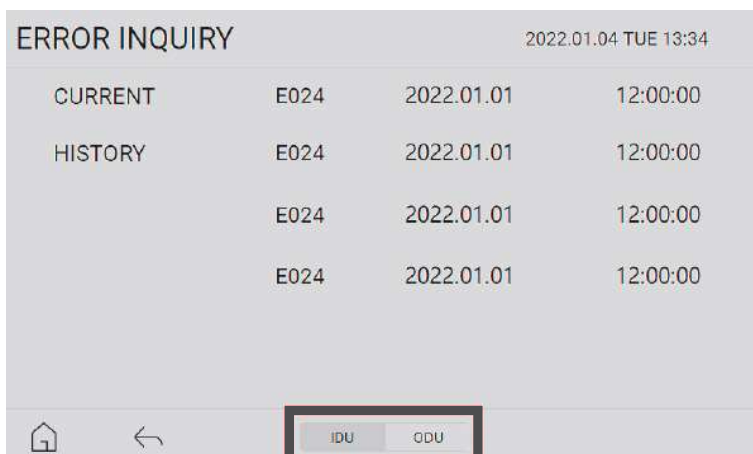 ERROR INQUIRY 2022.01.04 TUE 13:34
CURRENT E024 2022.01.01 12:00:00
HISTORY E024 2022.01.01 12:00:00
E024 2022.01.01 12:00:00
E024 2022.01.01 12:00:00
IDU ODU